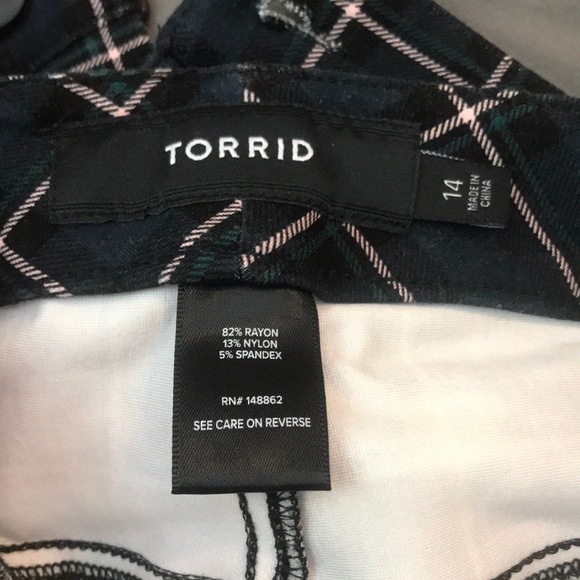 TORRID
14
MADE IN
CHINA
82% RAYON
13% NYLON
5% SPANDEX
RN# 148862
SEE CARE ON REVERSE